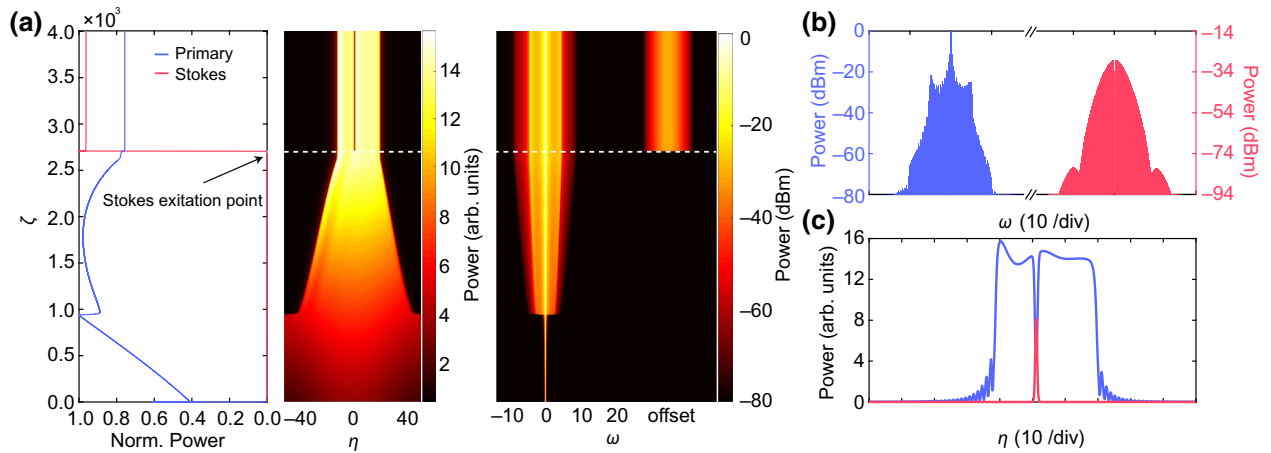 (a)
×10³
4.0
3.5
3.0
2.5
2.0
1.5
1.0
0.5
0.0
ζ
Primary
Stokes
Stokes exitation point
1.0 0.8 0.6 0.4 0.2 0.0
Norm. Power
−40 0 40
η
14
12
10
8
6
4
2
Power (arb. units)
−10 0 10 20 offset
ω
0
−20
−40
−60
−80
Power (dBm)
(b)
0
−20
−40
−60
−80
Power (dBm)
−14
−34
−54
−74
−94
Power (dBm)
ω (10 /div)
(c)
16
12
8
4
0
Power (arb. units)
η (10 /div)